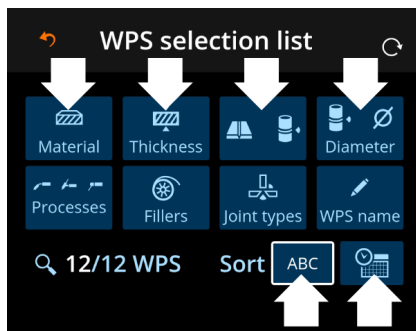 WPS selection list
Material Thickness Diameter
Processes Fillers Joint types WPS name
12/12 WPS Sort ABC